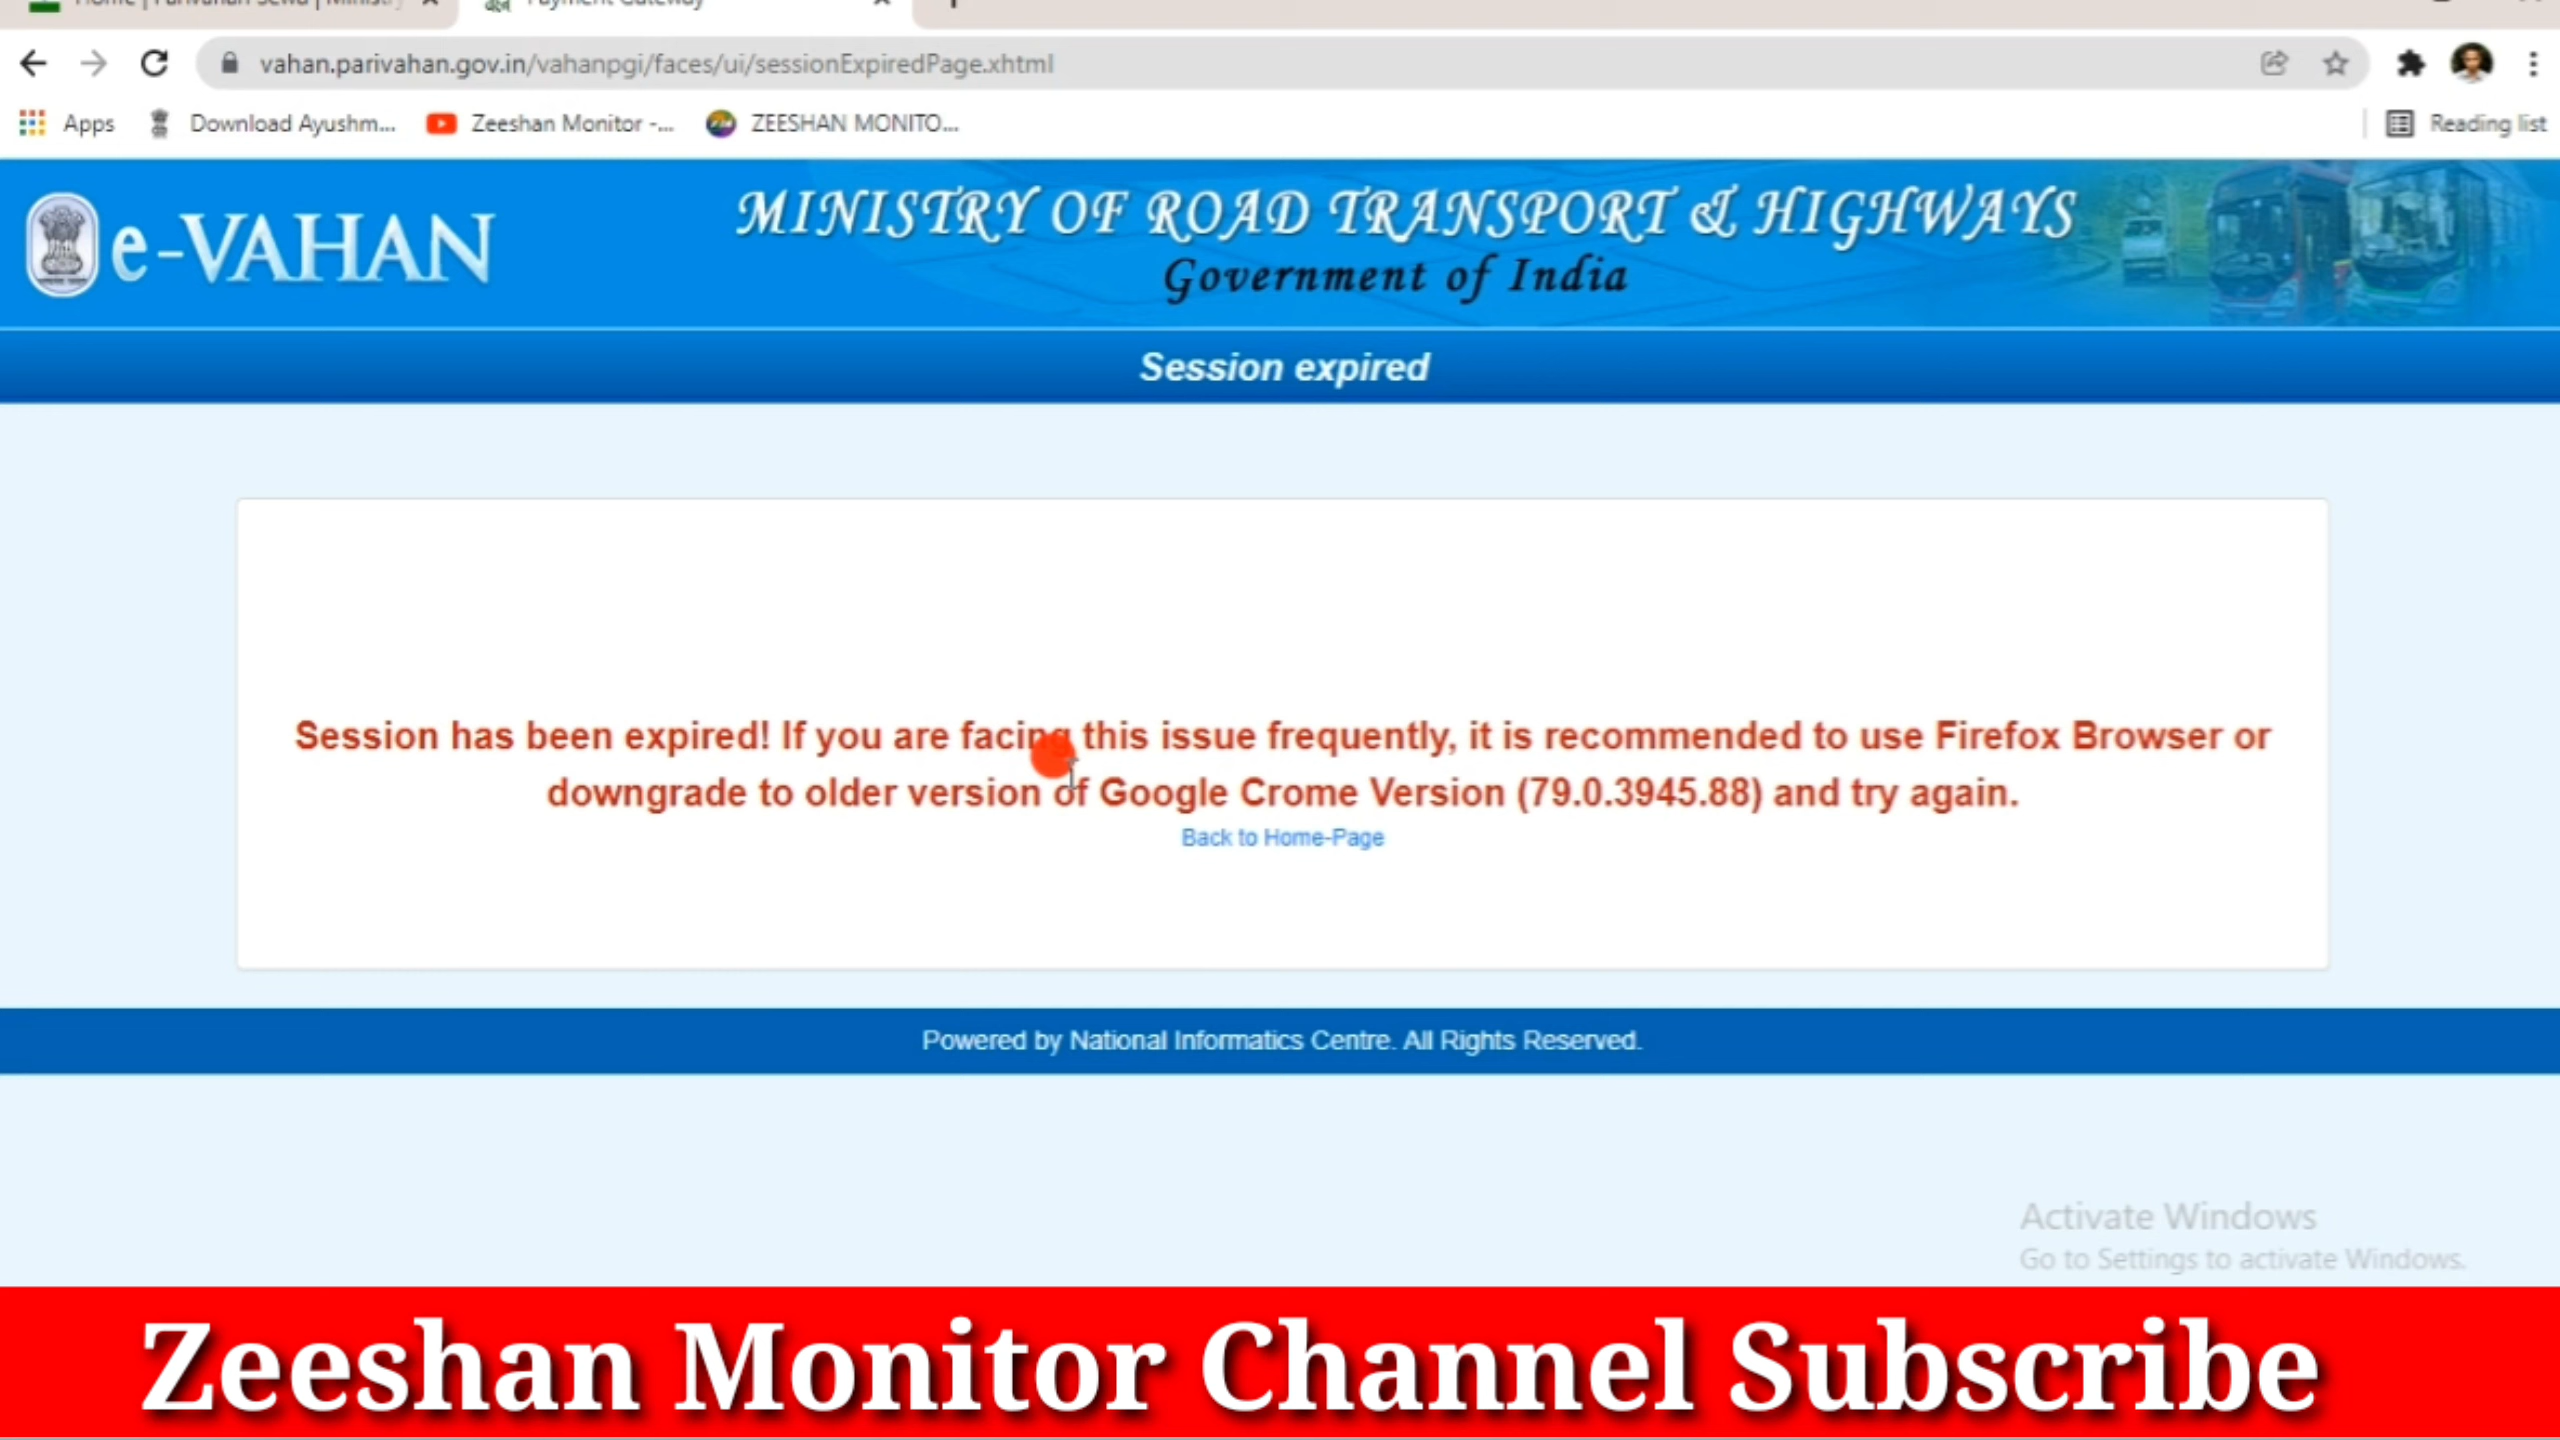 vahan.parivahan.gov.in/vahanpgi/faces/ui/sessionExpiredPage.xhtml
Apps Download Ayushm... Zeeshan Monitor -... ZEESHAN MONITO... Reading list
e-VAHAN
MINISTRY OF ROAD TRANSPORT & HIGHWAYS
Government of India
Session expired
Session has been expired! If you are facing this issue frequently, it is recommended to use Firefox Browser or
downgrade to older version of Google Crome Version (79.0.3945.88) and try again.
Back to Home-Page
Powered by National Informatics Centre. All Rights Reserved.
Activate Windows
Go to Settings to activate Windows.
Zeeshan Monitor Channel Subscribe